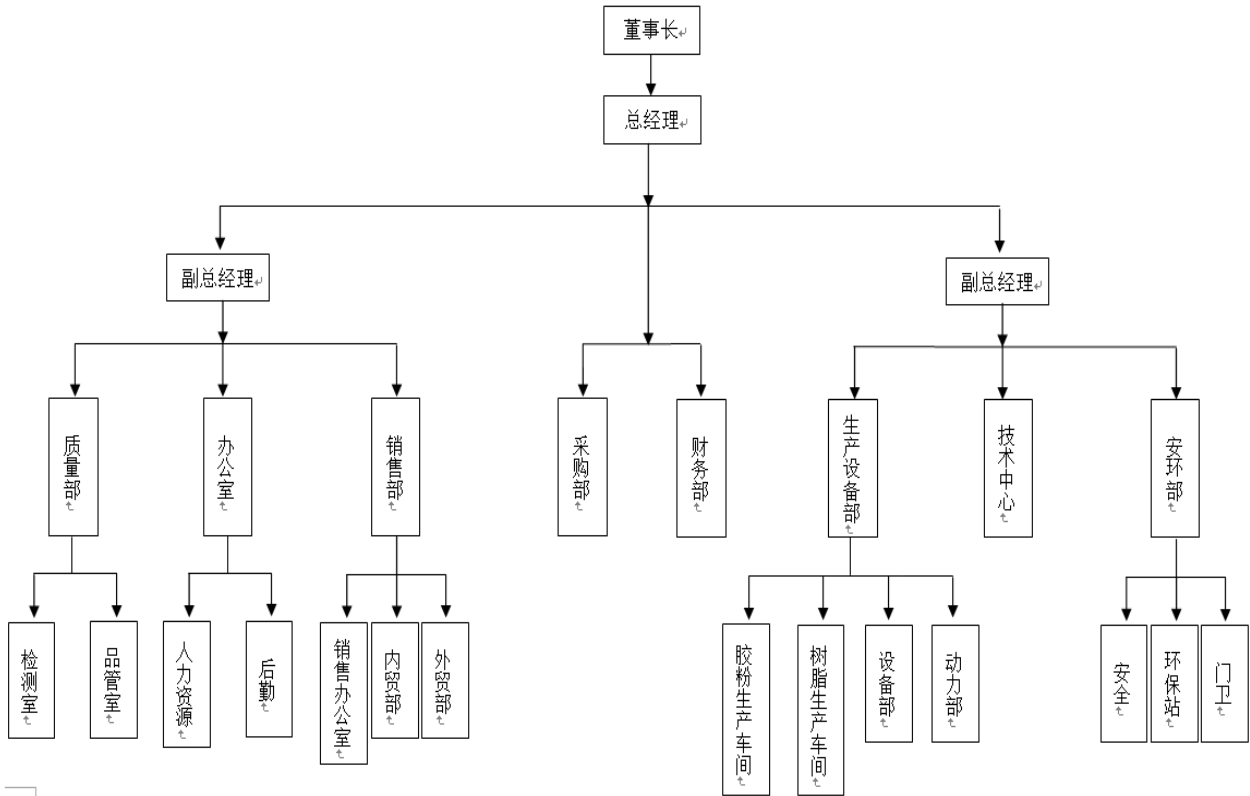 董事长
总经理
副总经理
副总经理
质量部
办公室
销售部
采购部
财务部
生产设备部
技术中心
安环部
检测室
品管室
人力资源
后勤
销售办公室
内贸部
外贸部
胶粉生产车间
树脂生产车间
设备部
动力部
安全
环保站
门卫